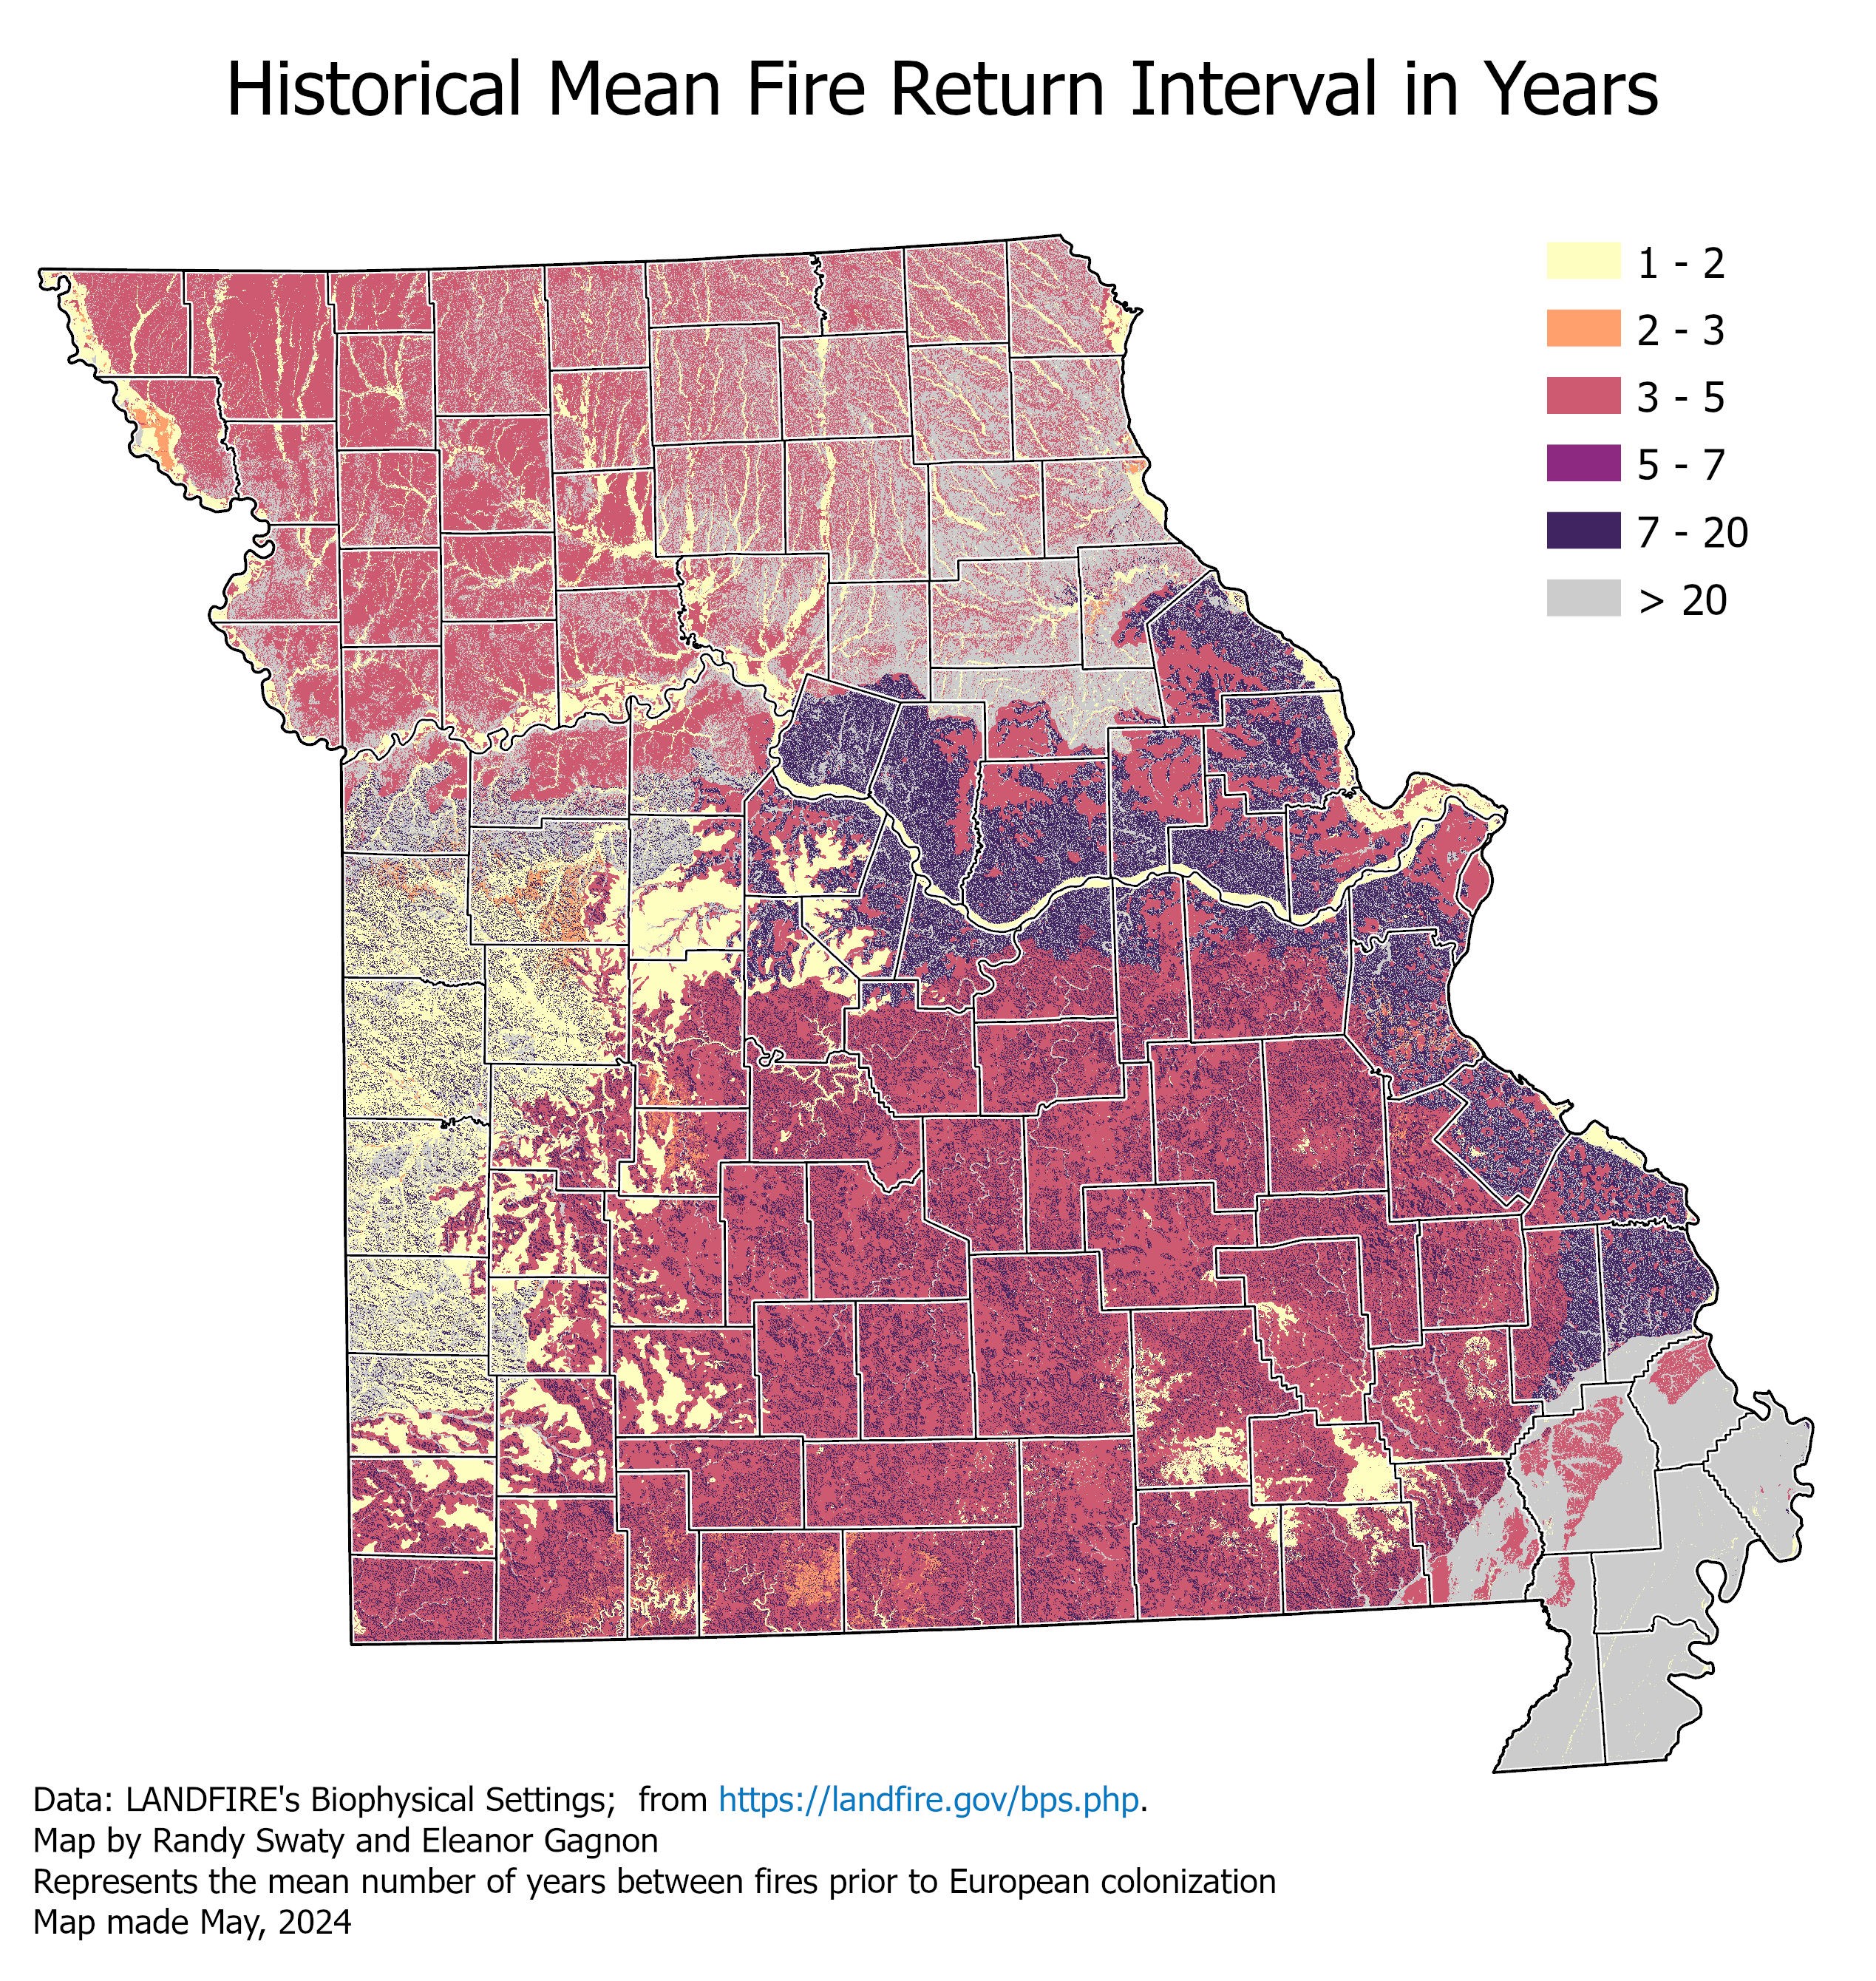 Historical Mean Fire Return Interval in Years
1 - 2
2 - 3
3 - 5
5 - 7
7 - 20
> 20
Data: LANDFIRE's Biophysical Settings;  from https://landfire.gov/bps.php.
Map by Randy Swaty and Eleanor Gagnon
Represents the mean number of years between fires prior to European colonization
Map made May, 2024